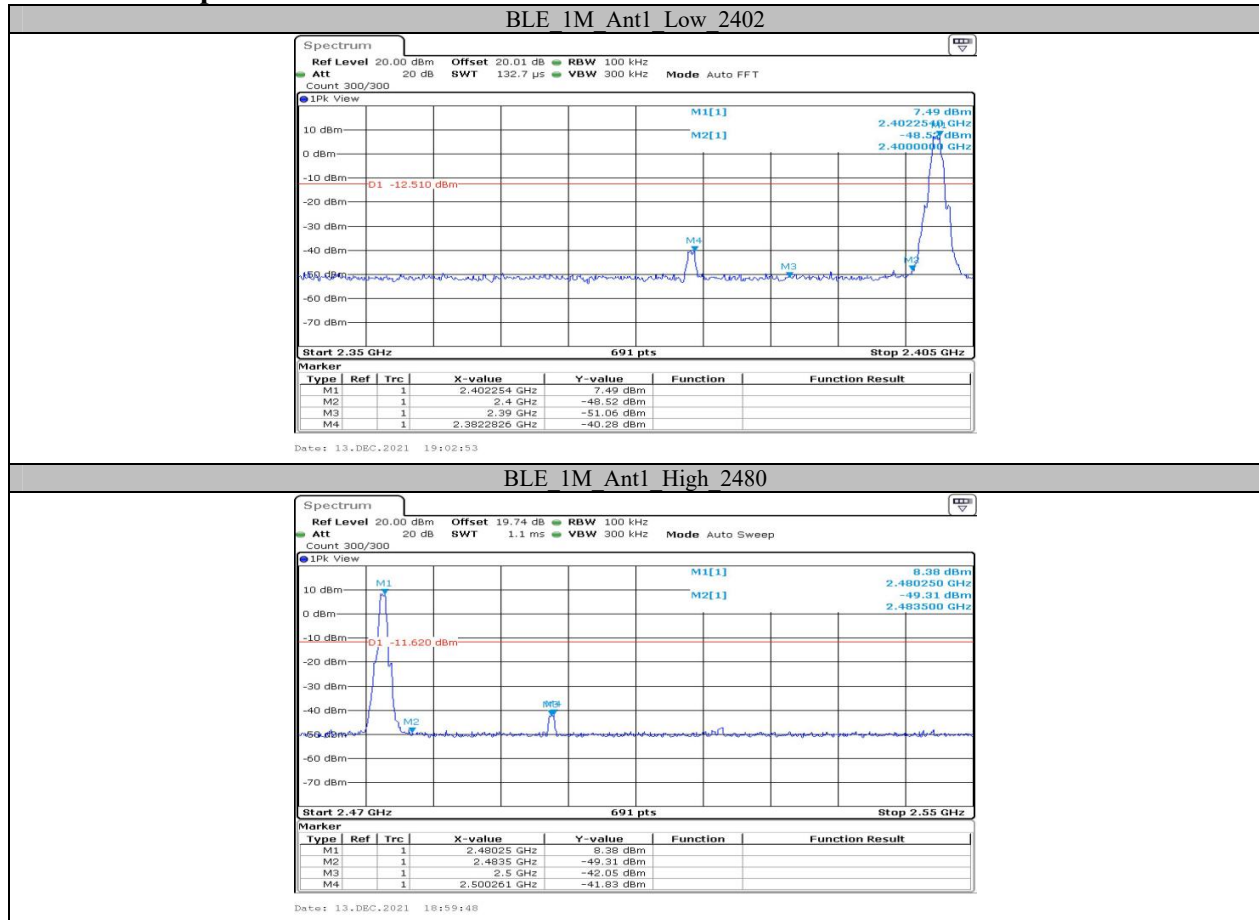 BLE_1M_Ant1_Low_2402
Spectrum
Ref Level 20.00 dBm Offset 20.01 dB RBW 100 kHz
Att 20 dB SWT 132.7 µs VBW 300 kHz Mode Auto FFT
Count 300/300
1Pk View
M1[1] 7.49 dBm
2.4022540 GHz
10 dBm
M2[1] -48.52 dBm
2.4000000 GHz
M1
0 dBm
-10 dBm
D1 -12.510 dBm
-20 dBm
-30 dBm
-40 dBm
M4
M3
M2
-50 dBm
-60 dBm
-70 dBm
Start 2.35 GHz 691 pts Stop 2.405 GHz
Marker
Type Ref Trc X-value Y-value Function Function Result
M1 1 2.402254 GHz 7.49 dBm
M2 1 2.4 GHz -48.52 dBm
M3 1 2.39 GHz -51.06 dBm
M4 1 2.3822826 GHz -40.28 dBm
Date: 13.DEC.2021 19:02:53
BLE_1M_Ant1_High_2480
Spectrum
Ref Level 20.00 dBm Offset 19.74 dB RBW 100 kHz
Att 20 dB SWT 1.1 ms VBW 300 kHz Mode Auto Sweep
Count 300/300
1Pk View
M1[1] 8.38 dBm
2.480250 GHz
10 dBm
M1
M2[1] -49.31 dBm
2.483500 GHz
0 dBm
-10 dBm
D1 -11.620 dBm
-20 dBm
-30 dBm
-40 dBm
M2
-50 dBm
-60 dBm
-70 dBm
Start 2.47 GHz 691 pts Stop 2.55 GHz
Marker
Type Ref Trc X-value Y-value Function Function Result
M1 1 2.48025 GHz 8.38 dBm
M2 1 2.4835 GHz -49.31 dBm
M3 1 2.5 GHz -42.05 dBm
M4 1 2.500261 GHz -41.83 dBm
Date: 13.DEC.2021 18:59:48